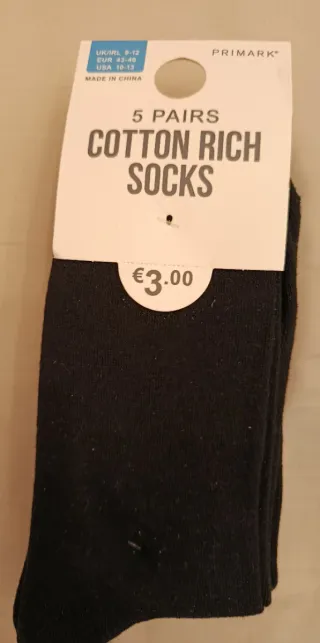 UK/IRL 9-12
EUR 43-46
USA 10-13
MADE IN CHINA
PRIMARK®
5 PAIRS
COTTON RICH
SOCKS
€3.00